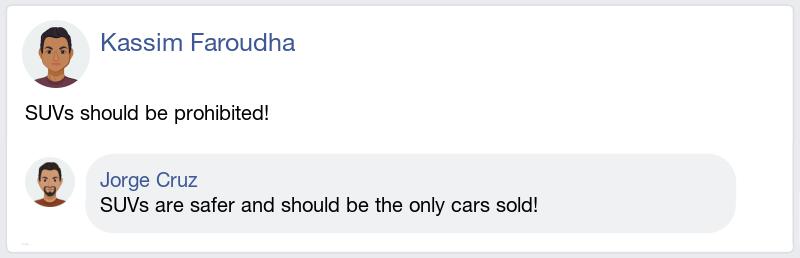 Kassim Faroudha
SUVs should be prohibited!
Jorge Cruz
SUVs are safer and should be the only cars sold!